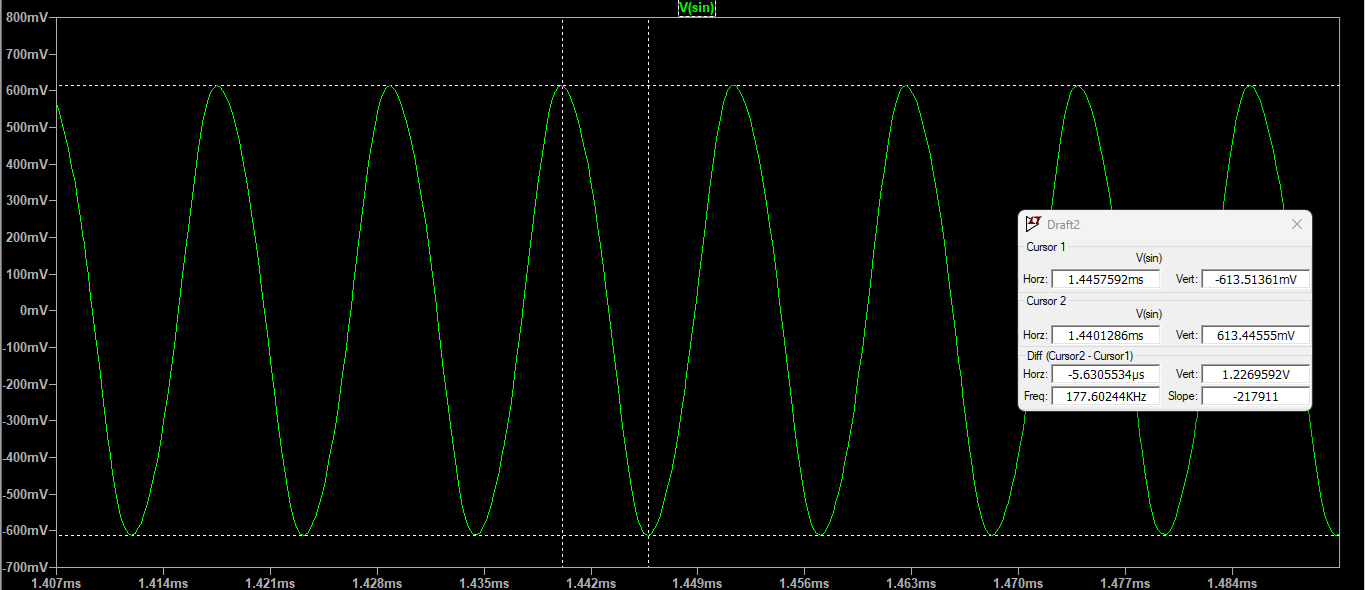 V(sin)
800mV
700mV
600mV
500mV
400mV
300mV
200mV
100mV
0mV
-100mV
-200mV
-300mV
-400mV
-500mV
-600mV
-700mV
1.407ms 1.414ms 1.421ms 1.428ms 1.435ms 1.442ms 1.449ms 1.456ms 1.463ms 1.470ms 1.477ms 1.484ms
Draft2
Cursor 1
V(sin)
Horz: 1.4457592ms Vert: -613.51361mV
Cursor 2
V(sin)
Horz: 1.4401286ms Vert: 613.44555mV
Diff (Cursor2 - Cursor1)
Horz: -5.6305534µs Vert: 1.2269592V
Freq: 177.60244KHz Slope: -217911